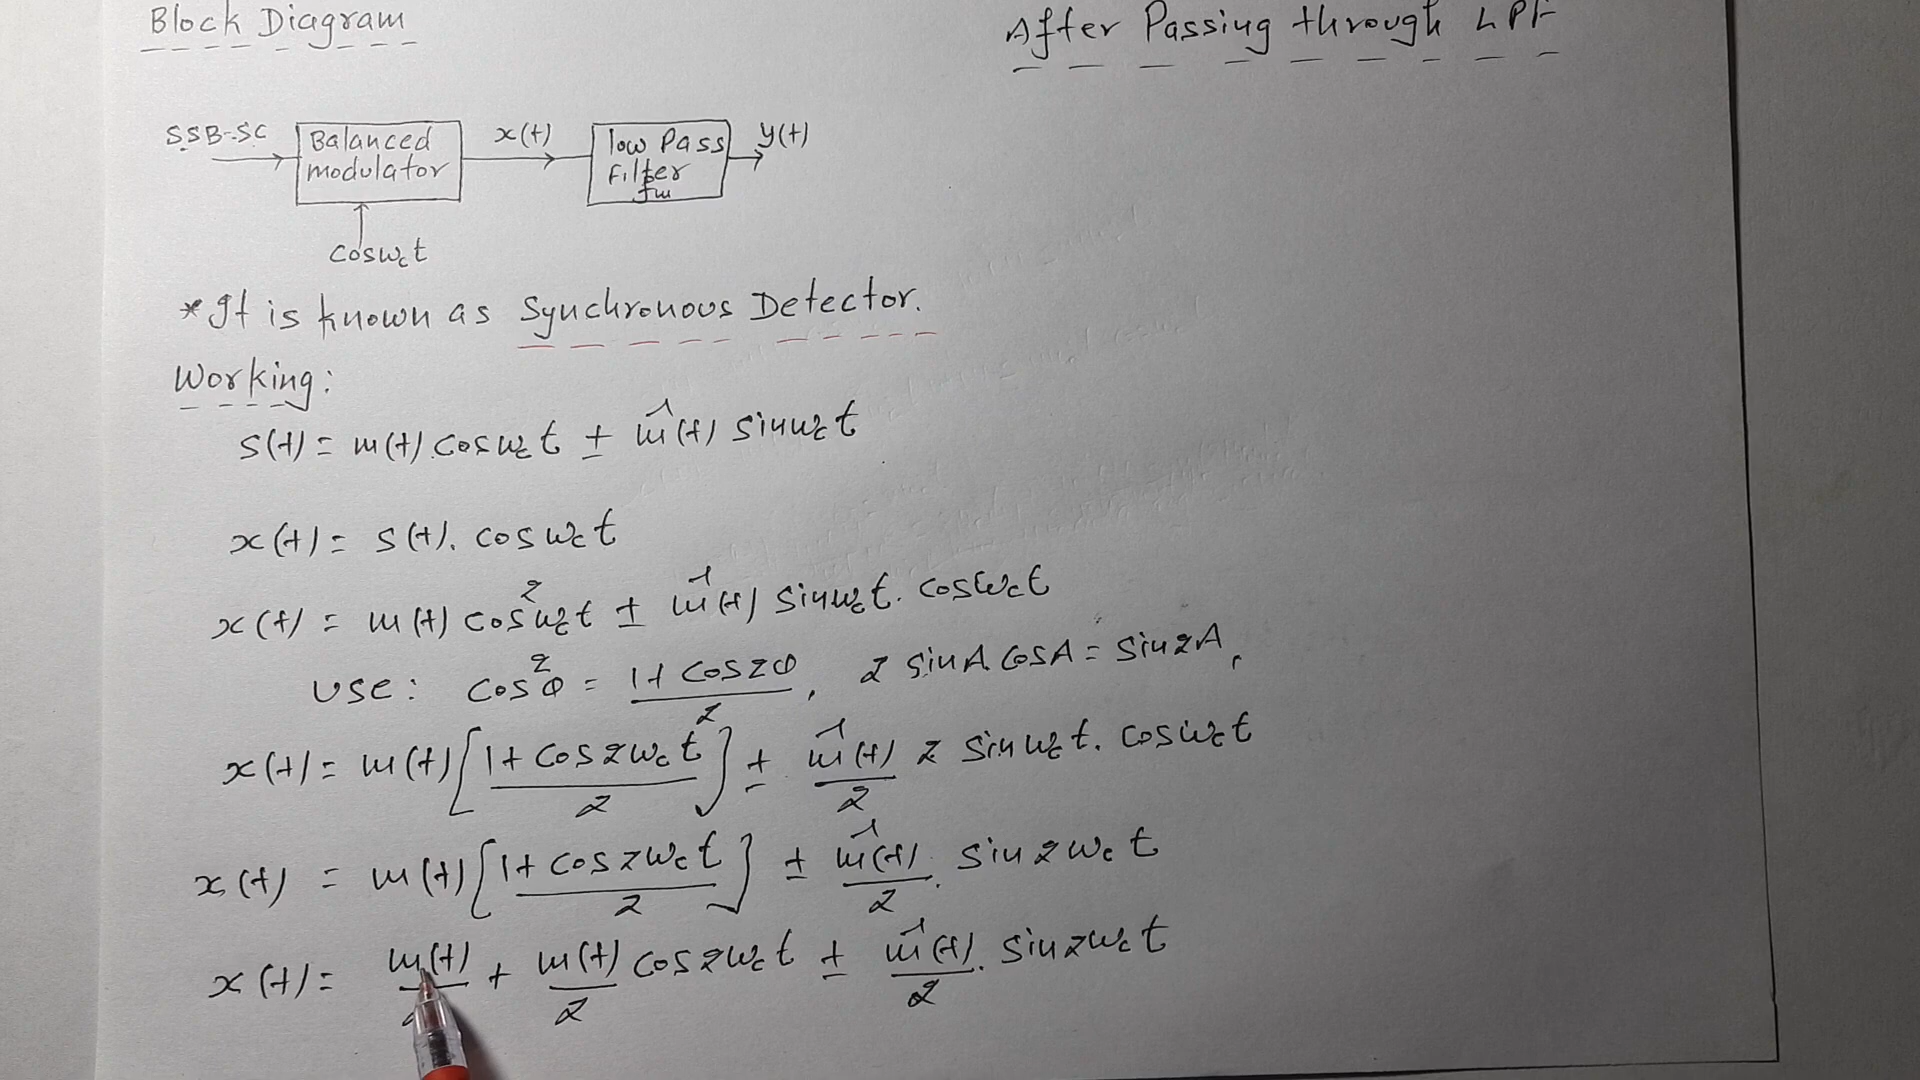 Block Diagram
After Passing through LPF
SSB-SC
Balanced modulator
x(t)
low Pass Filter fm
y(t)
Cosωct
*It is known as Synchronous Detector.
Working:
s(t) = m(t).cosωct ± m̂(t) sinωct
x(t) = s(t). cosωct
x(t) = m(t) cos²ωct ± m̂(t) sinωct. cosωct
USE: cos²Φ = (1+cos2Φ)/2, 2 sinA.cosA = sin2A,
x(t) = m(t)[(1+cos2ωct)/2] ± m̂(t)/2 2 sinωct. cosωct
x(t) = m(t)[(1+cos2ωct)/2] ± m̂(t)/2. sin2ωct
x(t) = m(t)/2 + m(t)/2 cos2ωct ± m̂(t)/2. sin2ωct